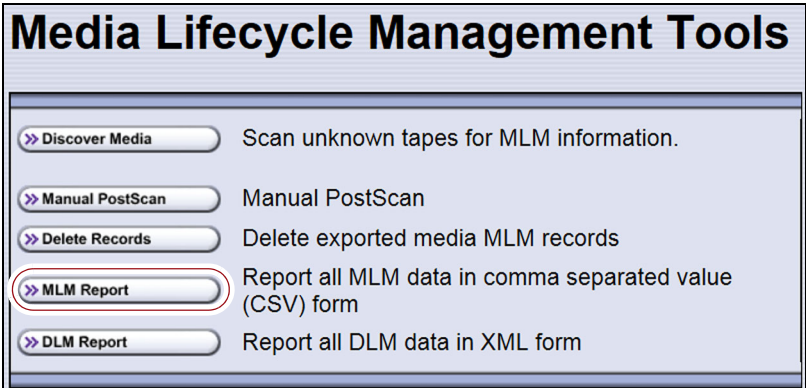 Media Lifecycle Management Tools
Discover Media Scan unknown tapes for MLM information.
Manual PostScan Manual PostScan
Delete Records Delete exported media MLM records
MLM Report Report all MLM data in comma separated value
(CSV) form
DLM Report Report all DLM data in XML form